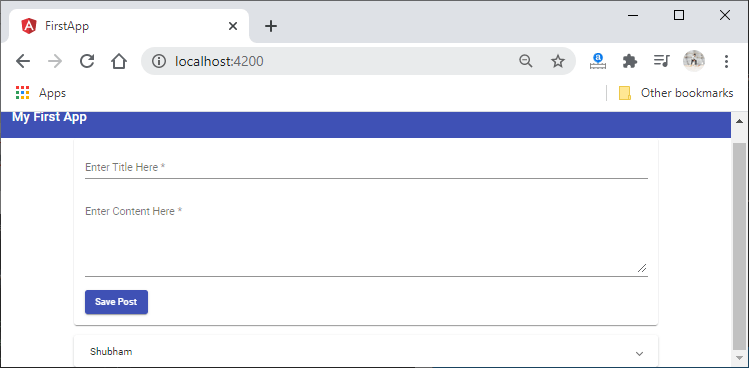 FirstApp
localhost:4200
Apps
Other bookmarks
My First App
Enter Title Here *
Enter Content Here *
Save Post
Shubham